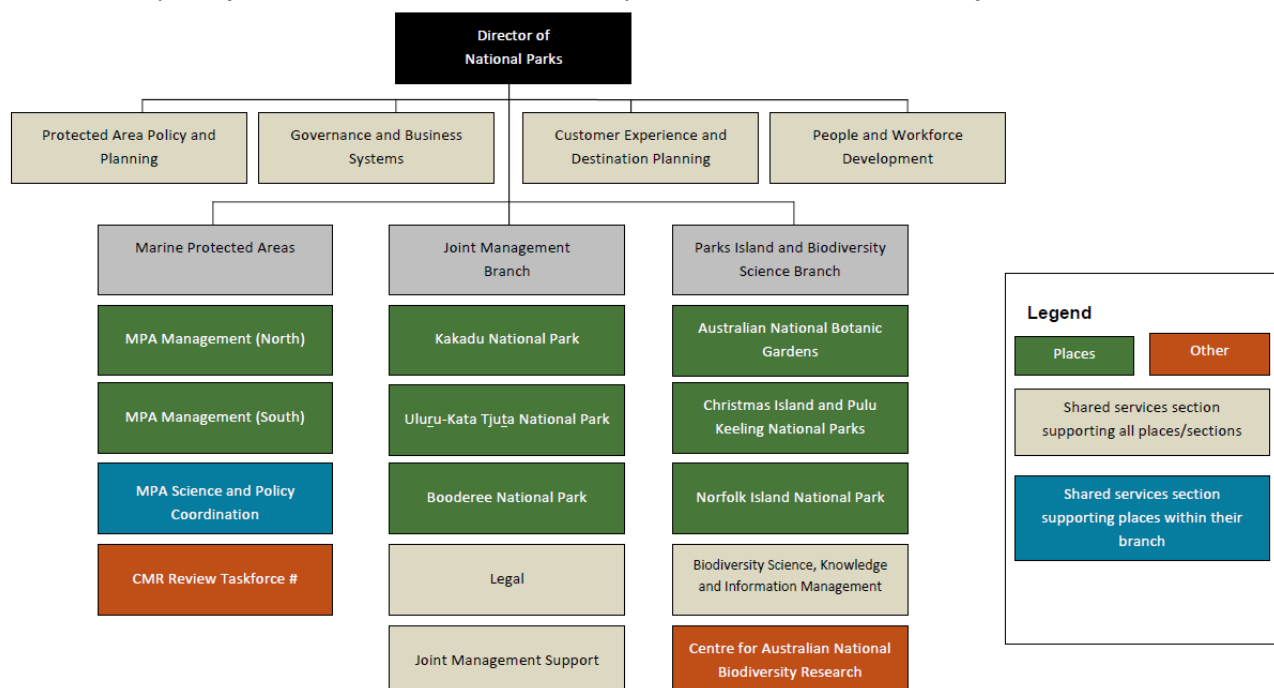 Director of
National Parks
Protected Area Policy and
Planning
Governance and Business
Systems
Customer Experience and
Destination Planning
People and Workforce
Development
Marine Protected Areas
Joint Management
Branch
Parks Island and Biodiversity
Science Branch
MPA Management (North)
Kakadu National Park
Australian National Botanic
Gardens
MPA Management (South)
Uluṟu-Kata Tjuṯa National Park
Christmas Island and Pulu
Keeling National Parks
MPA Science and Policy
Coordination
Booderee National Park
Norfolk Island National Park
CMR Review Taskforce #
Legal
Biodiversity Science, Knowledge
and Information Management
Joint Management Support
Centre for Australian National
Biodiversity Research
Legend
Places
Other
Shared services section
supporting all places/sections
Shared services section
supporting places within their
branch